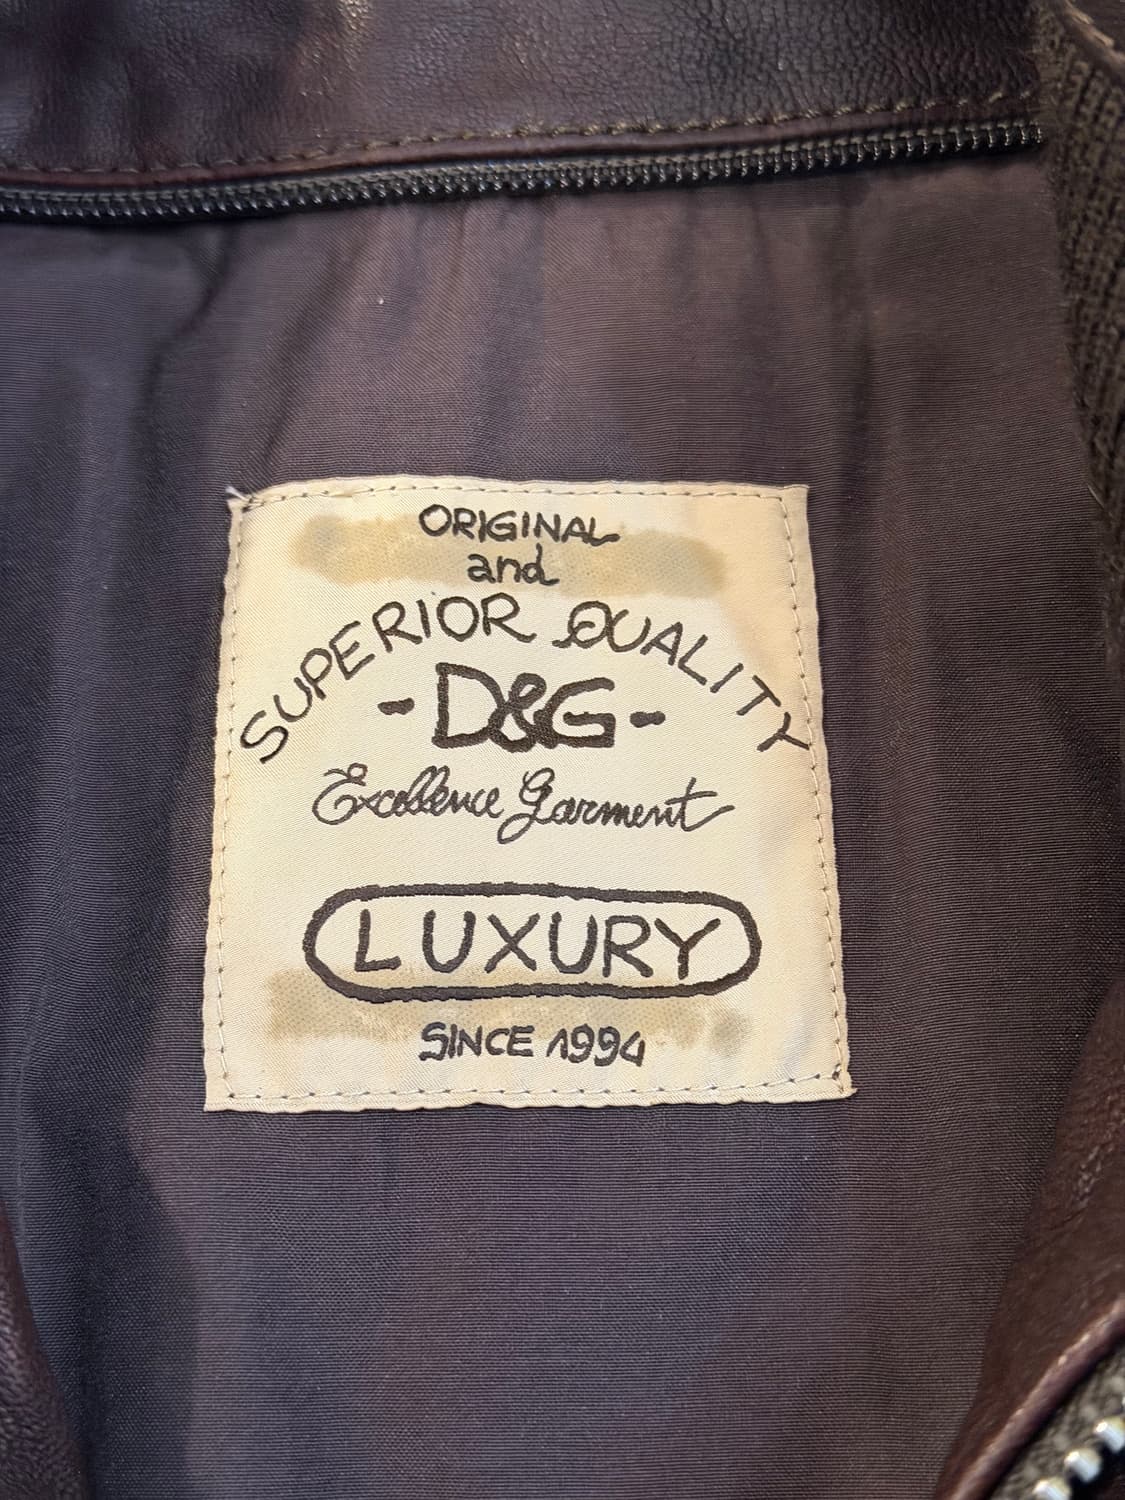 ORIGINAL
and
SUPERIOR QUALITY
-D&G-
Excellence Garment
LUXURY
SINCE 1994